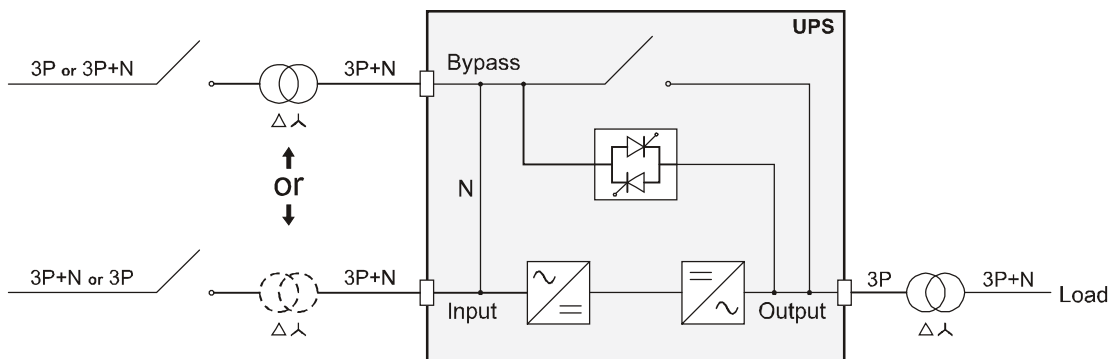 UPS
3P or 3P+N
3P+N
Bypass
or
N
3P+N or 3P
3P+N
Input
Output
3P
3P+N
Load